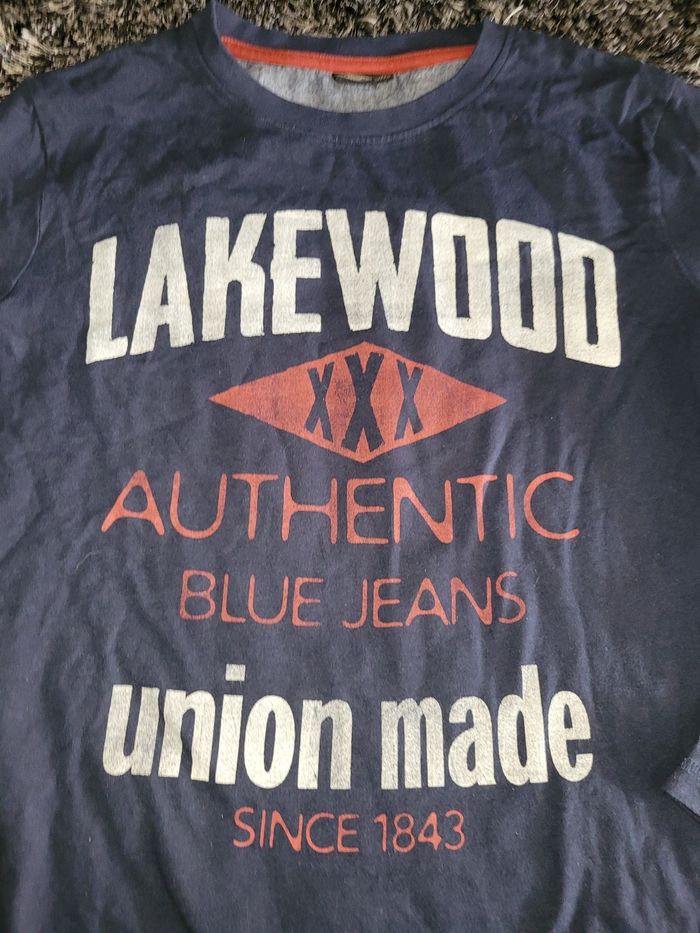 LAKEWOOD
XXX
AUTHENTIC
BLUE JEANS
union made
SINCE 1843